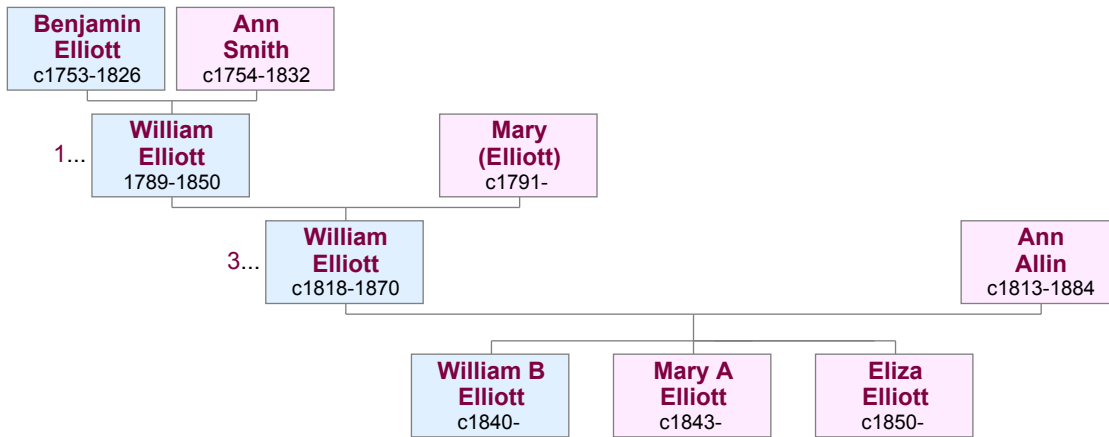 Benjamin
Elliott
c1753-1826
Ann
Smith
c1754-1832
1...
William
Elliott
1789-1850
Mary
(Elliott)
c1791-
3...
William
Elliott
c1818-1870
Ann
Allin
c1813-1884
William B
Elliott
c1840-
Mary A
Elliott
c1843-
Eliza
Elliott
c1850-